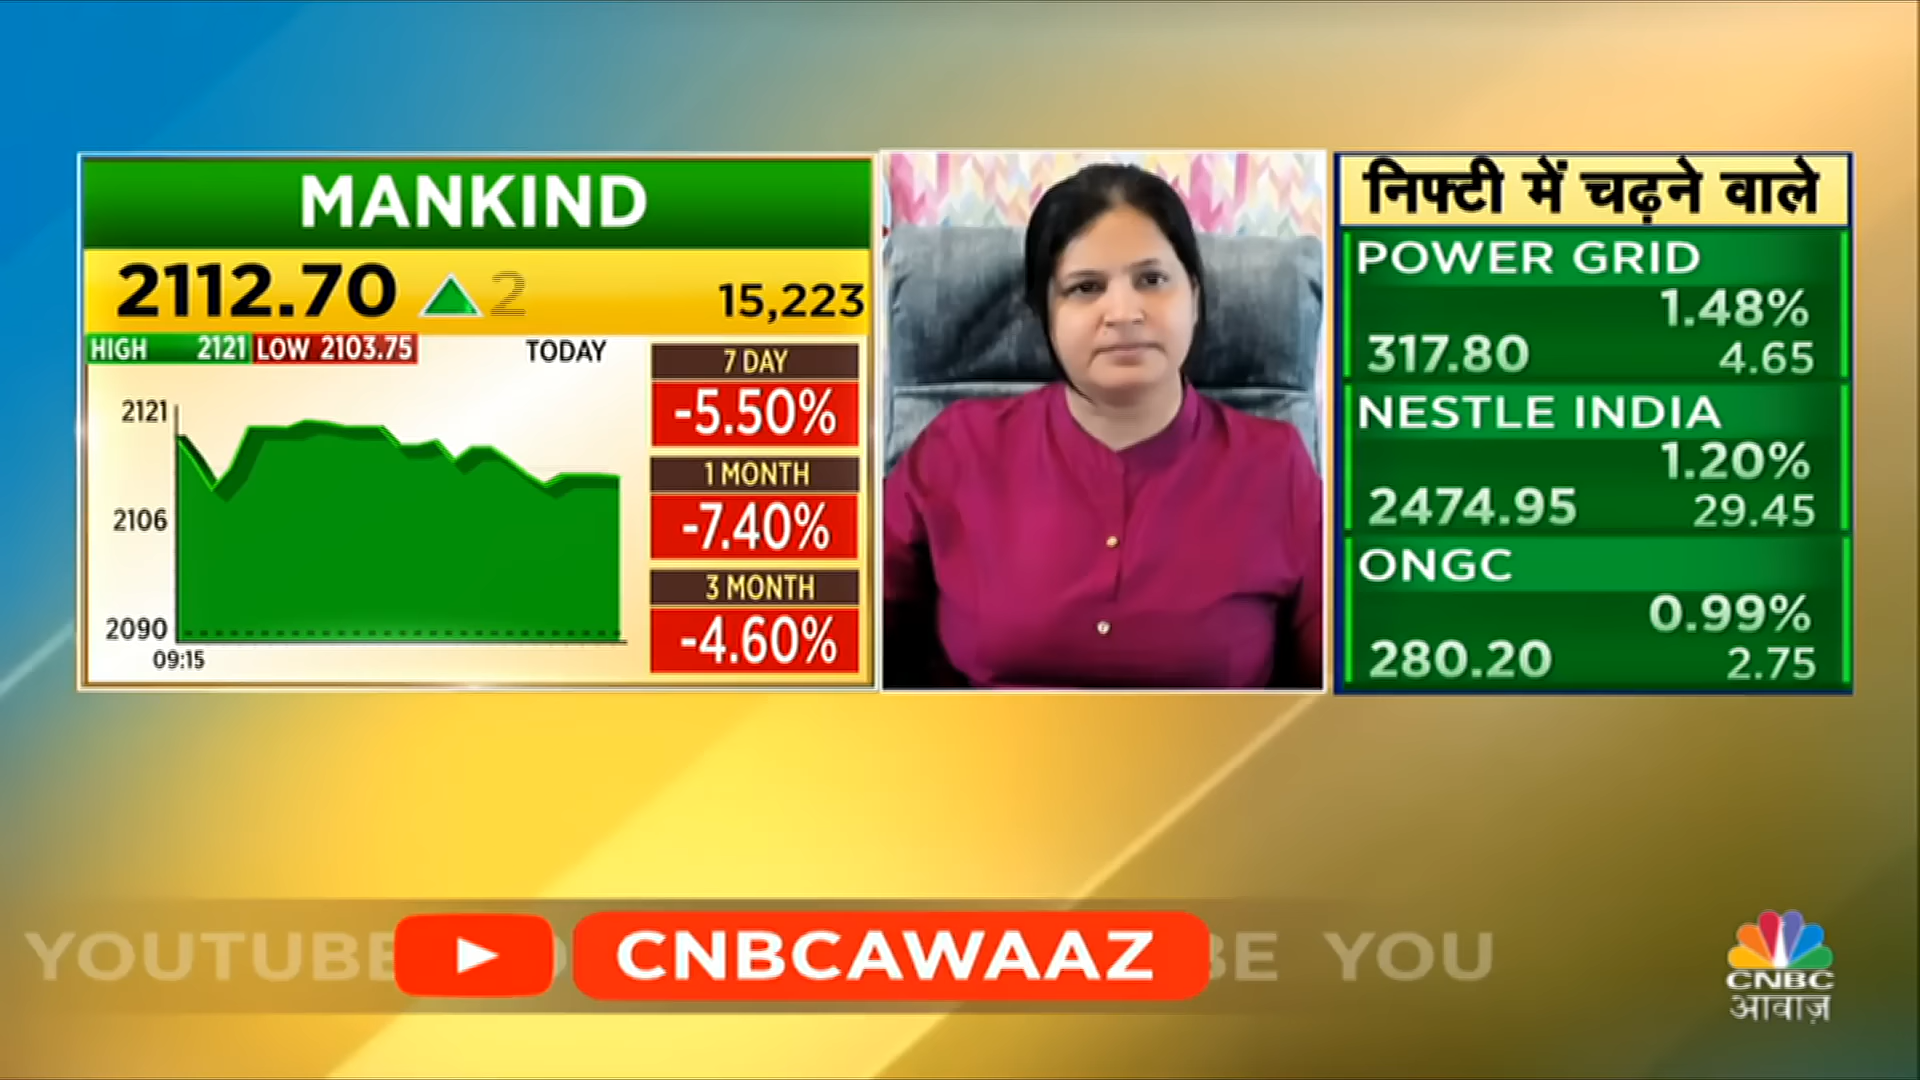 MANKIND
2112.70 ▲ 2 15,223
HIGH 2121 LOW 2103.75 TODAY
2121
2106
2090
09:15
7 DAY
-5.50%
1 MONTH
-7.40%
3 MONTH
-4.60%
निफ्टी में चढ़ने वाले
POWER GRID
1.48%
317.80 4.65
NESTLE INDIA
1.20%
2474.95 29.45
ONGC
0.99%
280.20 2.75
YOUTUBE CNBCAWAAZ BE YOU
CNBC
आवाज़